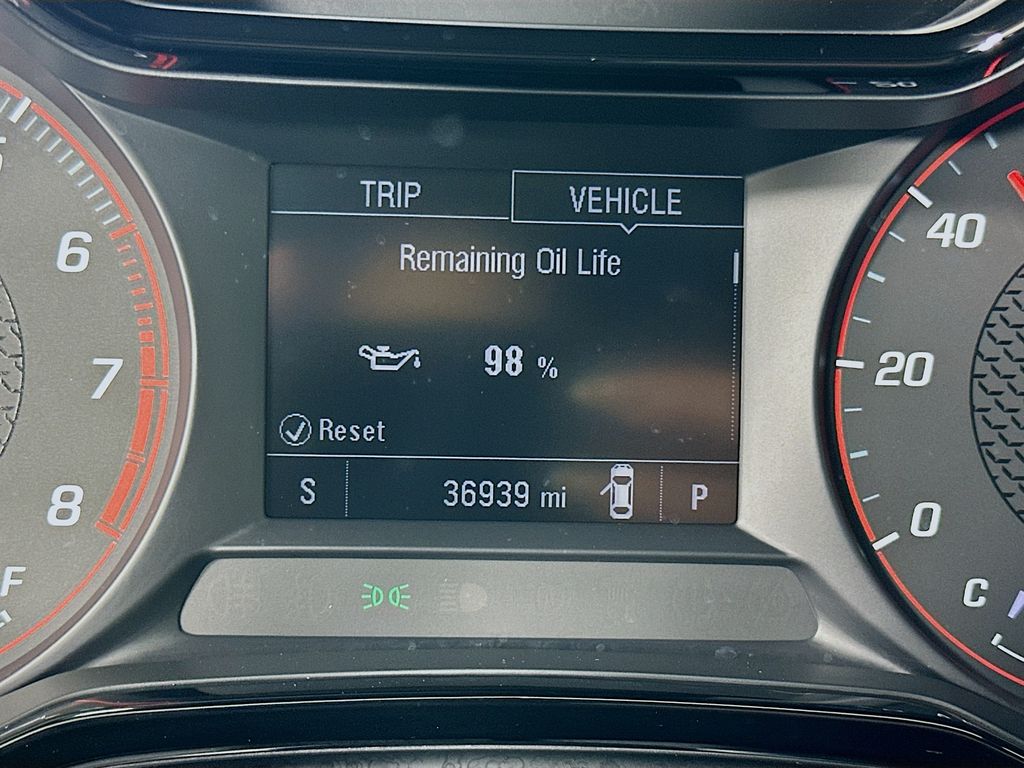 TRIP VEHICLE
Remaining Oil Life
98 %
Reset
S 36939 mi P
6
7
8
F
40
20
0
C